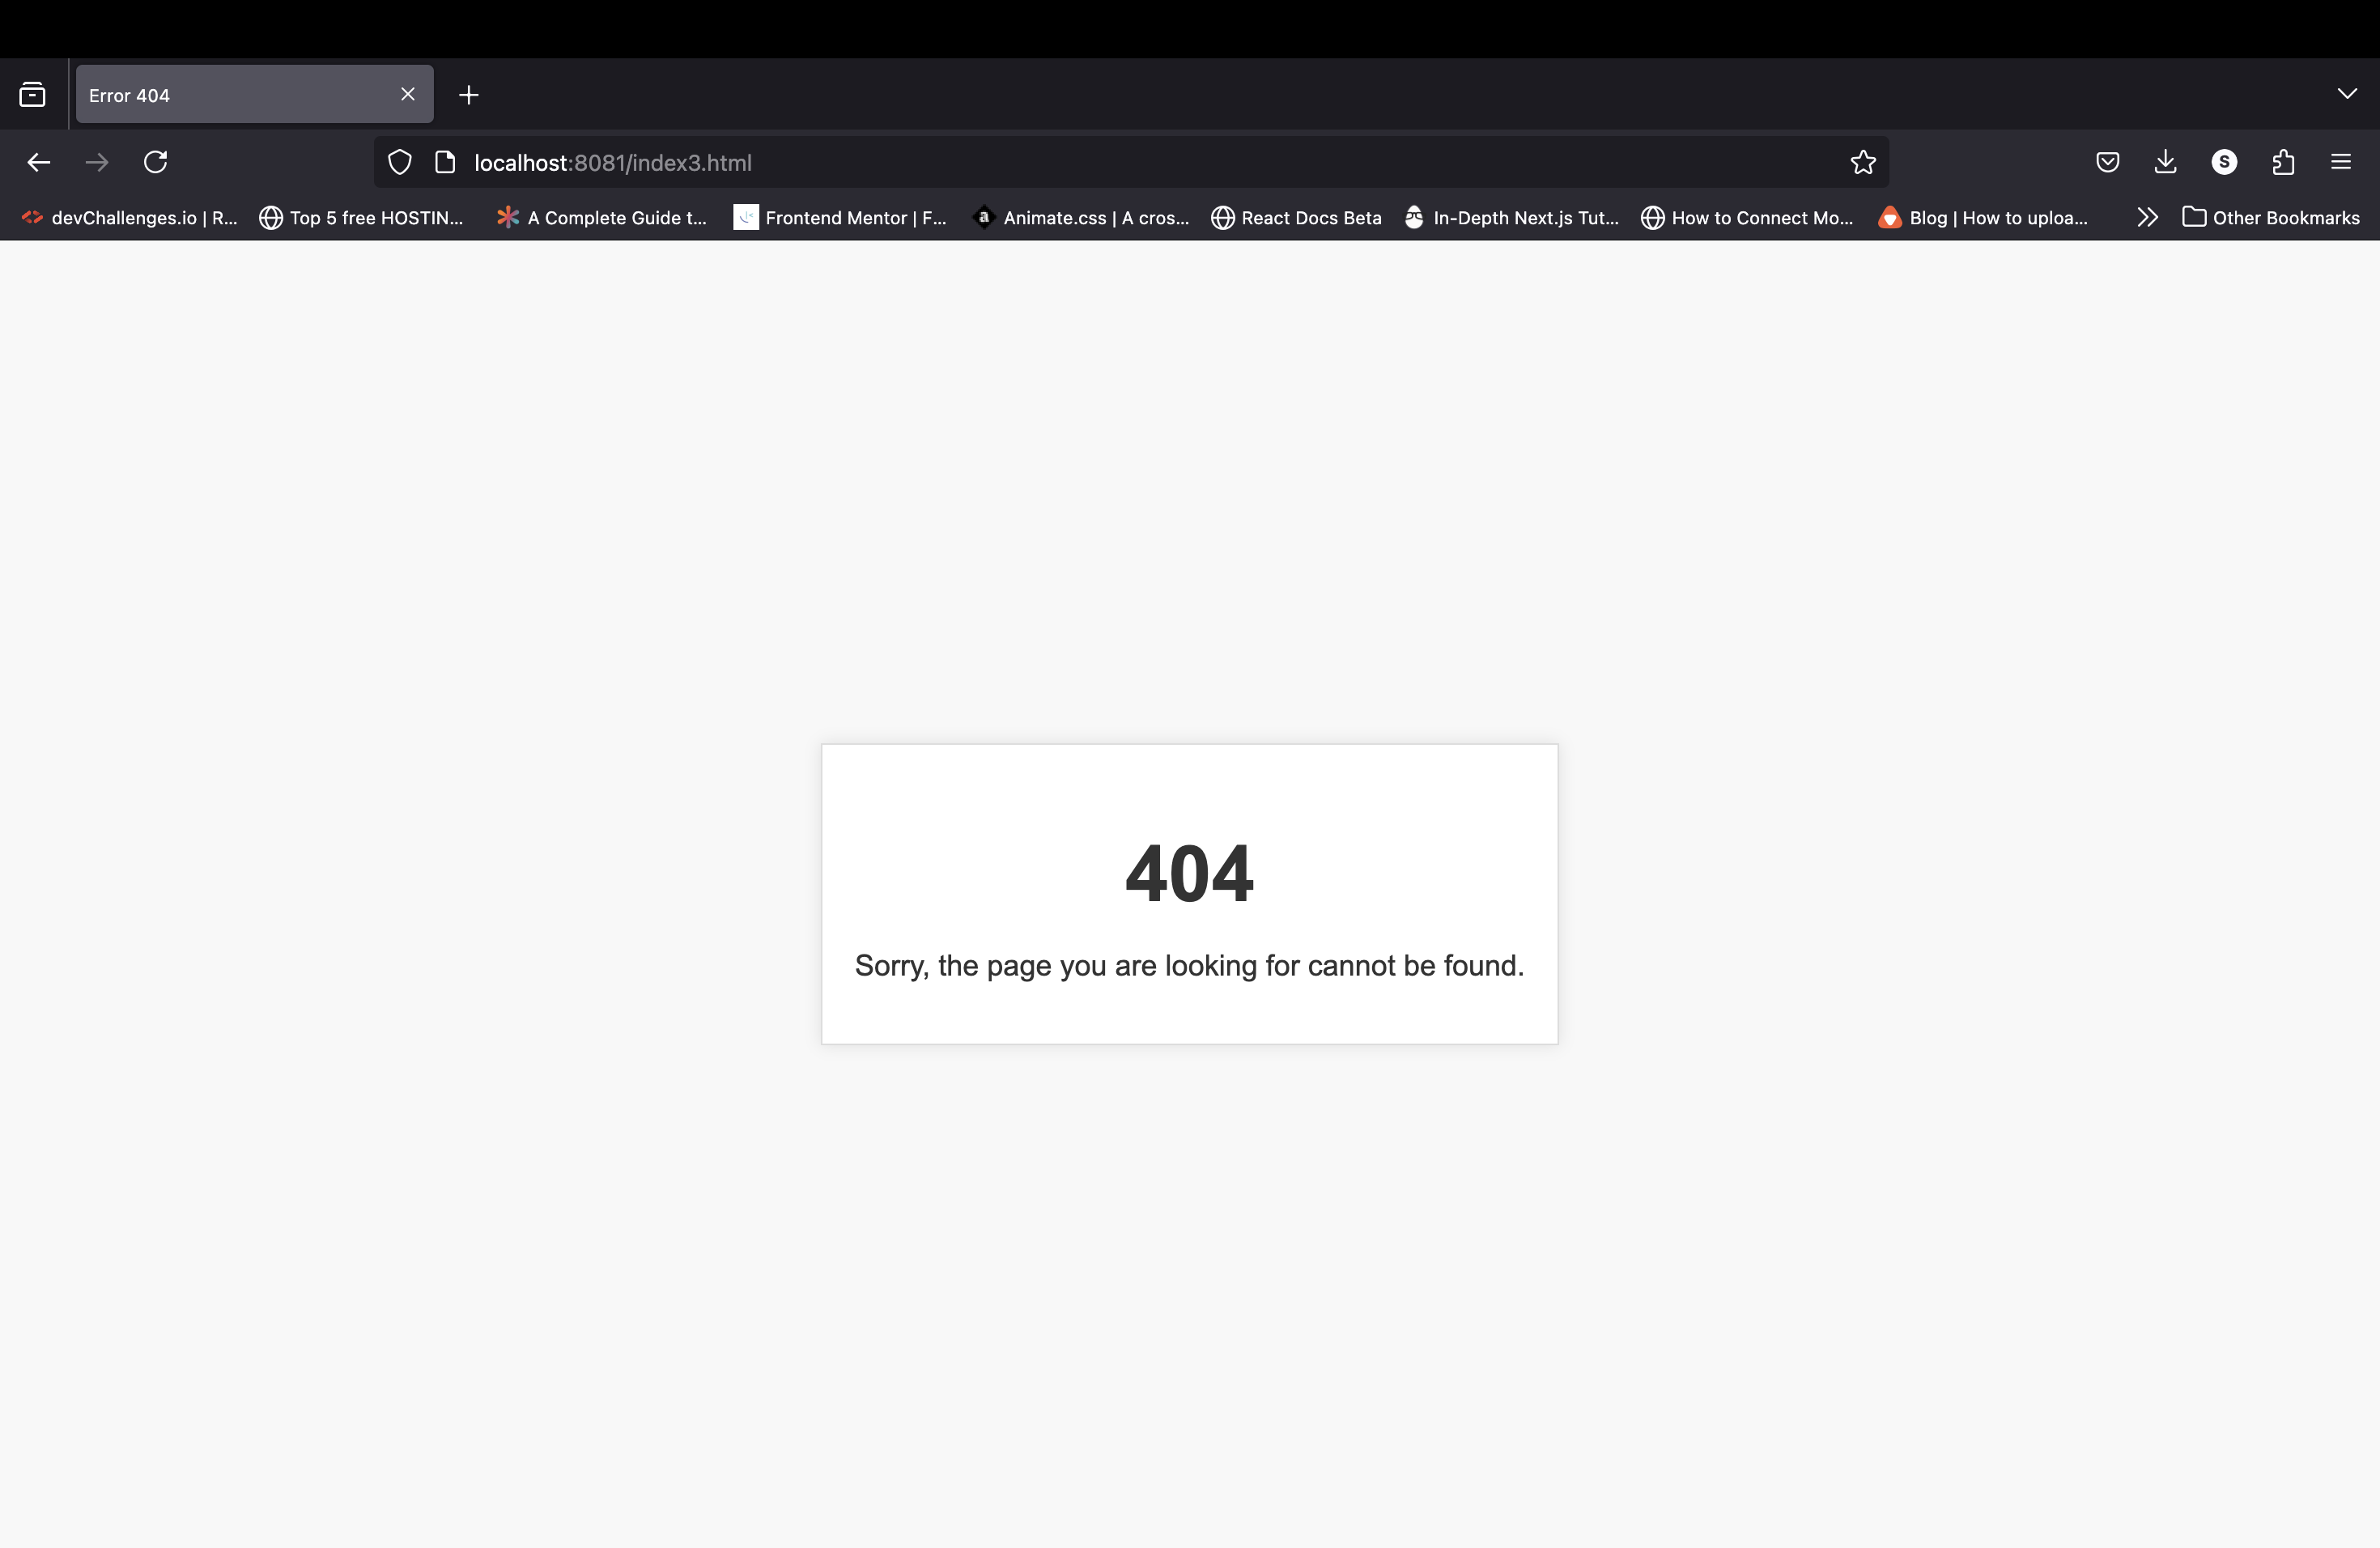 Error 404
localhost:8081/index3.html
S
devChallenges.io | R... Top 5 free HOSTIN... A Complete Guide t... Frontend Mentor | F... a Animate.css | A cros... React Docs Beta In-Depth Next.js Tut... How to Connect Mo... Blog | How to uploa... Other Bookmarks
404
Sorry, the page you are looking for cannot be found.